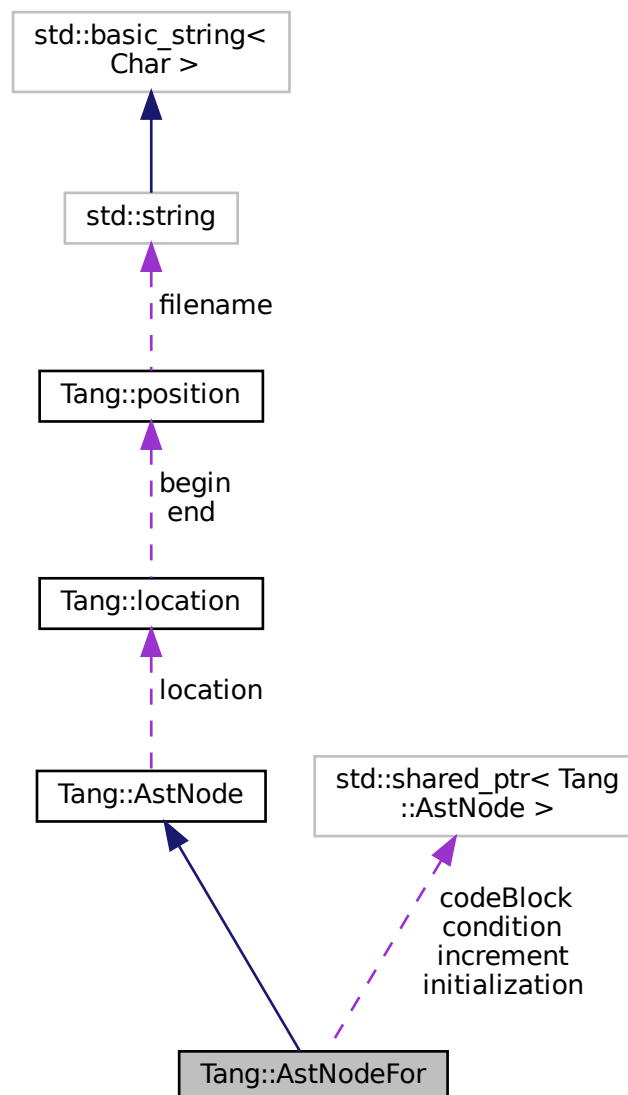 std::basic_string<
Char >
std::string
filename
Tang::position
begin
end
Tang::location
location
Tang::AstNode
std::shared_ptr< Tang
::AstNode >
codeBlock
condition
increment
initialization
Tang::AstNodeFor